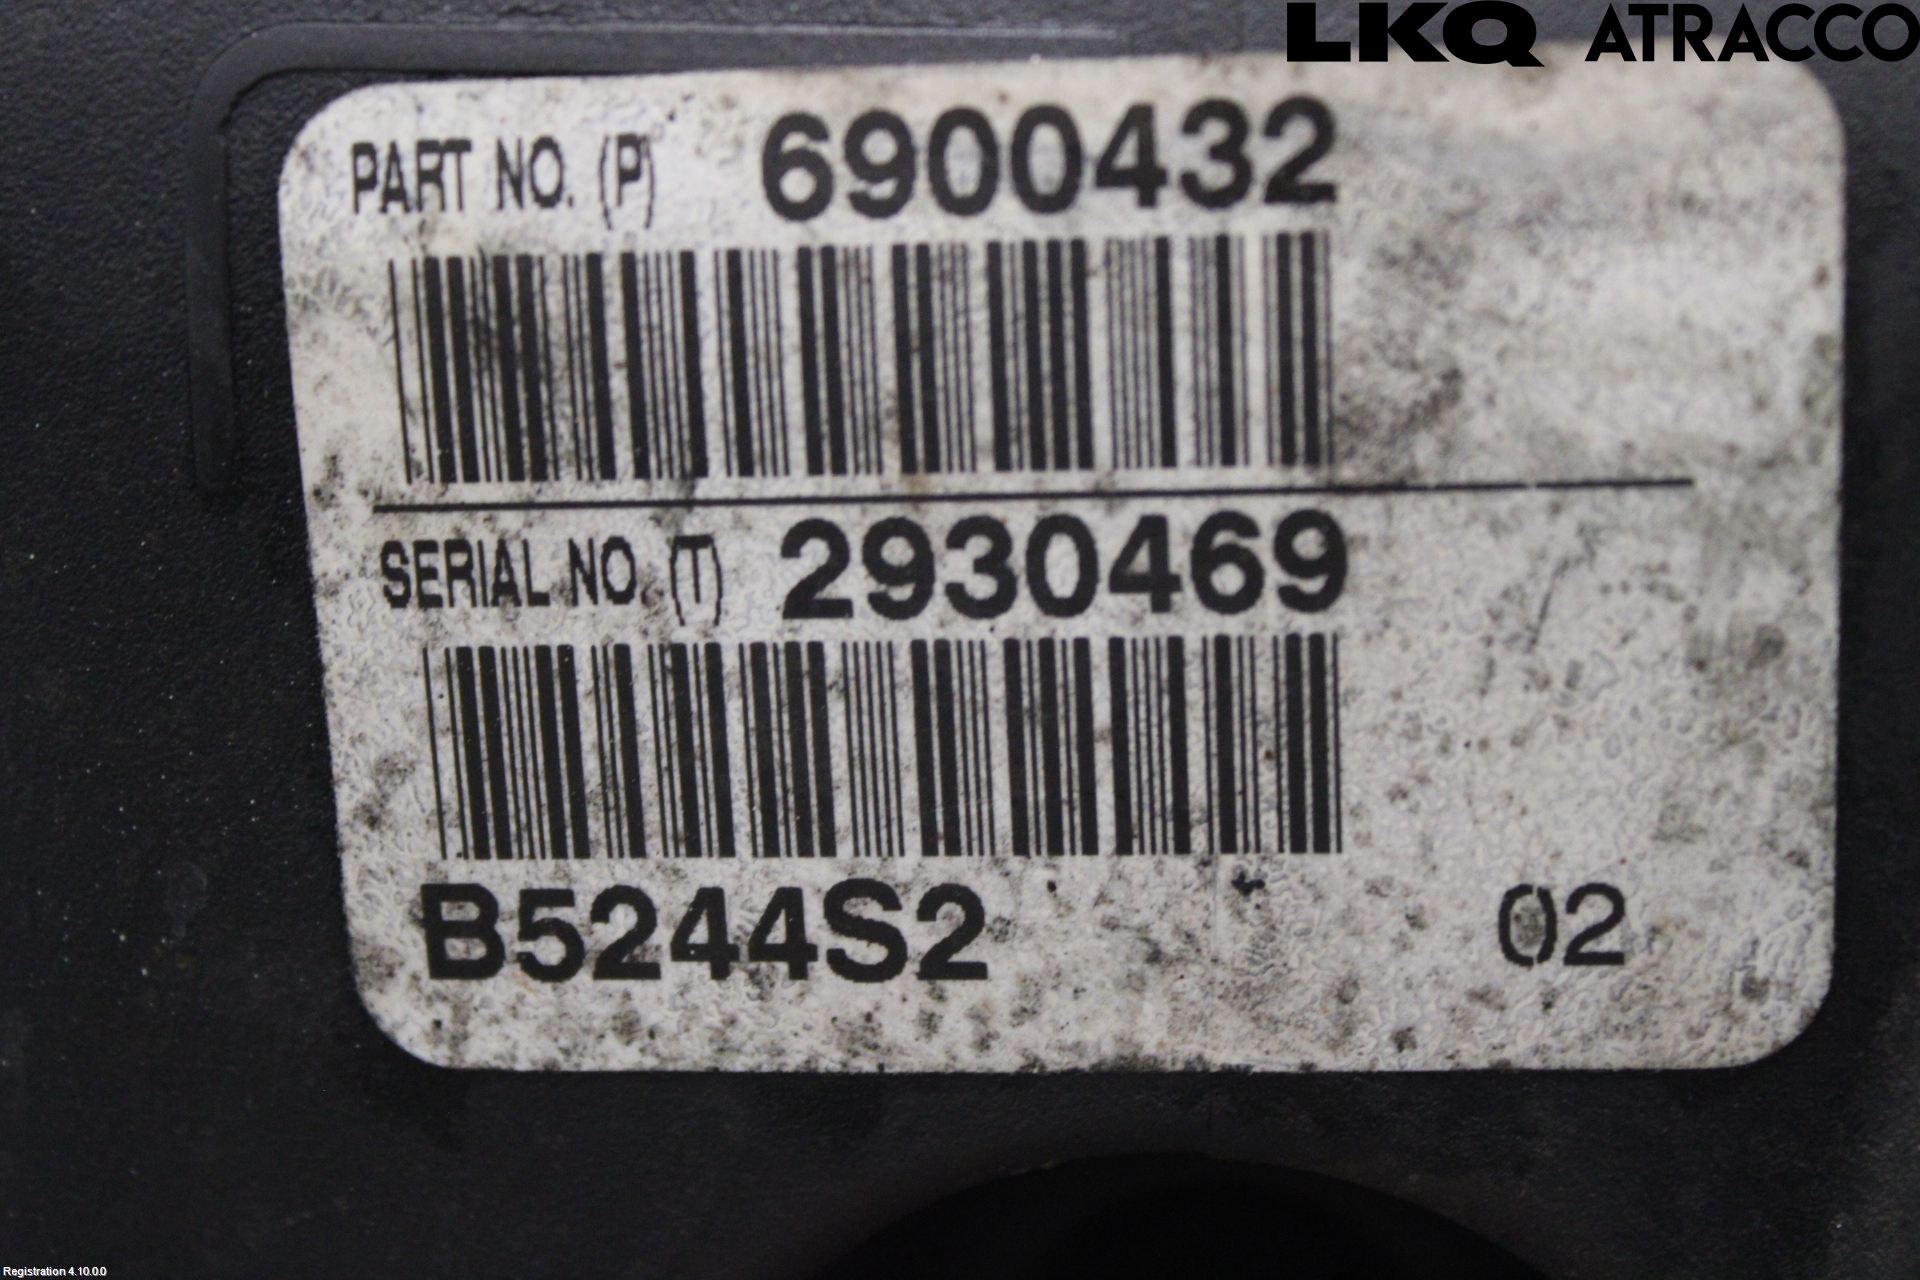 LKQ ATRACCO
PART NO. (P) 6900432
SERIAL NO. (T) 2930469
B5244S2 02
Registration 4.10.0.0